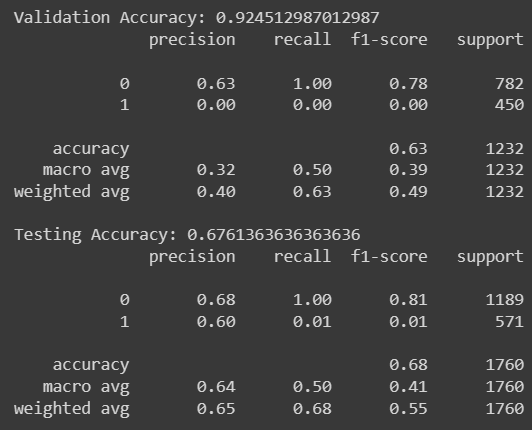 Validation Accuracy: 0.924512987012987
precision recall f1-score support
0 0.63 1.00 0.78 782
1 0.00 0.00 0.00 450
accuracy 0.63 1232
macro avg 0.32 0.50 0.39 1232
weighted avg 0.40 0.63 0.49 1232
Testing Accuracy: 0.6761363636363636
precision recall f1-score support
0 0.68 1.00 0.81 1189
1 0.60 0.01 0.01 571
accuracy 0.68 1760
macro avg 0.64 0.50 0.41 1760
weighted avg 0.65 0.68 0.55 1760